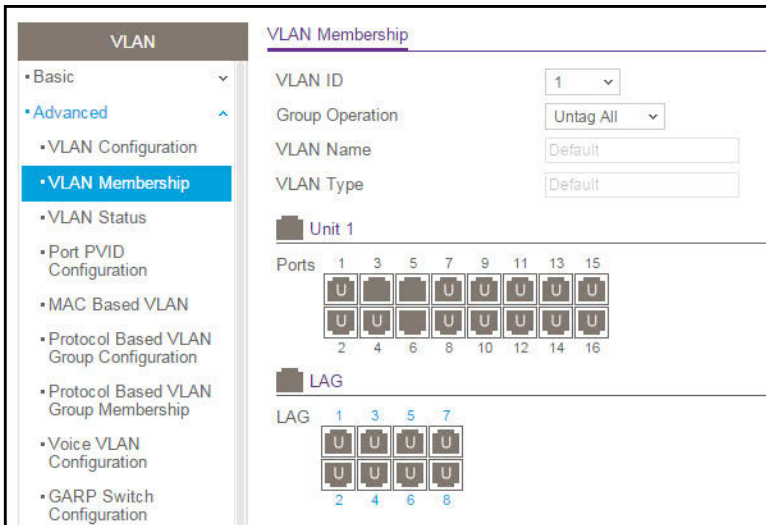 VLAN
Basic
Advanced
VLAN Configuration
VLAN Membership
VLAN Status
Port PVID
Configuration
MAC Based VLAN
Protocol Based VLAN
Group Configuration
Protocol Based VLAN
Group Membership
Voice VLAN
Configuration
GARP Switch
Configuration
VLAN Membership
VLAN ID 1
Group Operation Untag All
VLAN Name Default
VLAN Type Default
Unit 1
Ports 1 3 5 7 9 11 13 15
U U U U U U
U U U U U U U
2 4 6 8 10 12 14 16
LAG
LAG 1 3 5 7
U U U U
U U U U
2 4 6 8